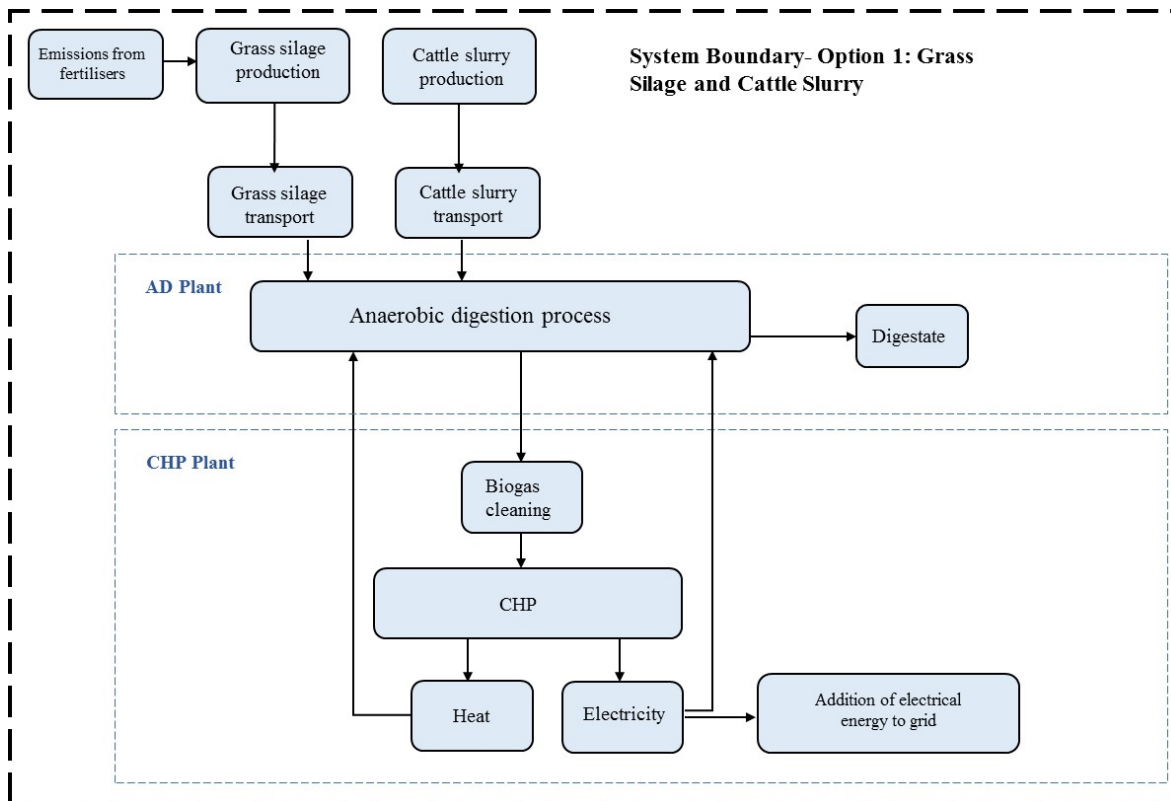 Emissions from
fertilisers
Grass silage
production
Cattle slurry
production
System Boundary- Option 1: Grass
Silage and Cattle Slurry
Grass silage
transport
Cattle slurry
transport
AD Plant
Anaerobic digestion process
Digestate
CHP Plant
Biogas
cleaning
CHP
Heat
Electricity
Addition of electrical
energy to grid